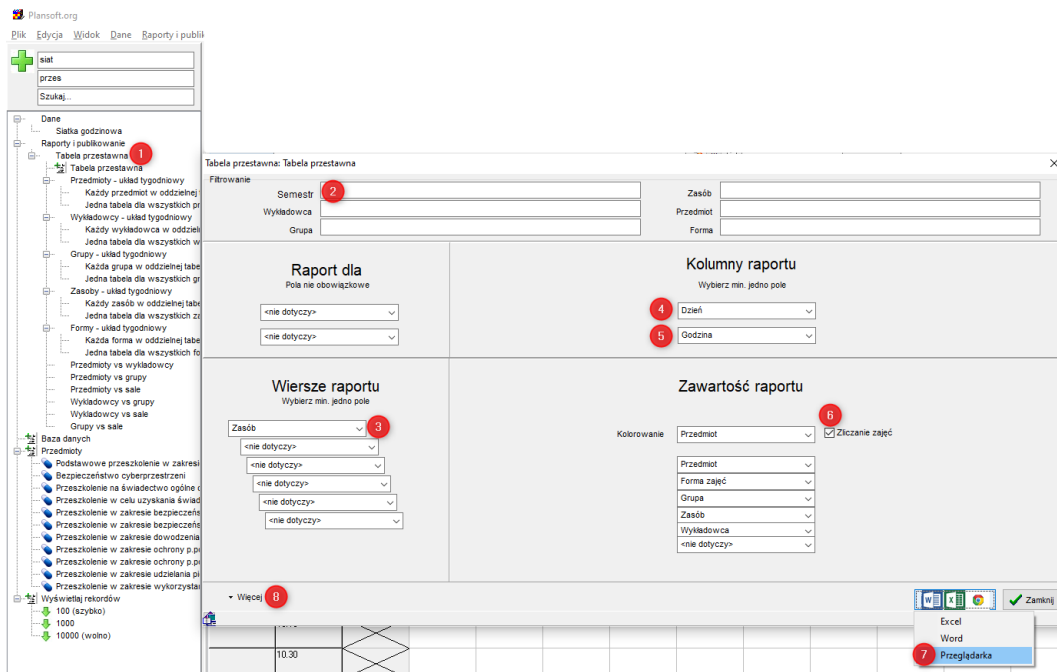 Plansoft.org
Plik Edycja Widok Dane Raporty i publik
siat
przes
Szukaj...
Dane
Siatka godzinowa
Raporty i publikowanie
Tabela przestawna 1
Tabela przestawna
Przedmioty - układ tygodniowy
Każdy przedmiot w oddzielnej
Jedna tabela dla wszystkich pr
Wykładowcy - układ tygodniowy
Każdy wykładowca w oddziel
Jedna tabela dla wszystkich w
Grupy - układ tygodniowy
Każda grupa w oddzielnej tabe
Jedna tabela dla wszystkich gr
Zasoby - układ tygodniowy
Każdy zasób w oddzielnej tabe
Jedna tabela dla wszystkich za
Formy - układ tygodniowy
Każda forma w oddzielnej tabe
Jedna tabela dla wszystkich fo
Przedmioty vs wykładowcy
Przedmioty vs grupy
Przedmioty vs sale
Wykładowcy vs grupy
Wykładowcy vs sale
Grupy vs sale
Baza danych
Przedmioty
Podstawowe przeszkolenie w zakresi
Bezpieczeństwo cyberprzestrzeni
Przeszkolenie na świadectwo ogólne o
Przeszkolenie w celu uzyskania świad
Przeszkolenie w zakresie bezpieczeńs
Przeszkolenie w zakresie bezpieczeńs
Przeszkolenie w zakresie dowodzenia
Przeszkolenie w zakresie ochrony p.po
Przeszkolenie w zakresie ochrony p.po
Przeszkolenie w zakresie udzielania pi
Przeszkolenie w zakresie wykorzysta
Wyświetlaj rekordów
100 (szybko)
1000
10000 (wolno)
Tabela przestawna: Tabela przestawna
Filtrowanie
Semestr 2 Zasób
Wykładowca Przedmiot
Grupa Forma
Raport dla
Pola nie obowiązkowe
<nie dotyczy>
<nie dotyczy>
Kolumny raportu
Wybierz min. jedno pole
4 Dzień
5 Godzina
Wiersze raportu
Wybierz min. jedno pole
Zasób 3
<nie dotyczy>
<nie dotyczy>
<nie dotyczy>
<nie dotyczy>
<nie dotyczy>
Zawartość raportu
6
Kolorowanie Przedmiot Zliczanie zajęć
Przedmiot
Forma zajęć
Grupa
Zasób
Wykładowca
<nie dotyczy>
Więcej 8
Zamknij
Excel
Word
7 Przeglądarka
10.30